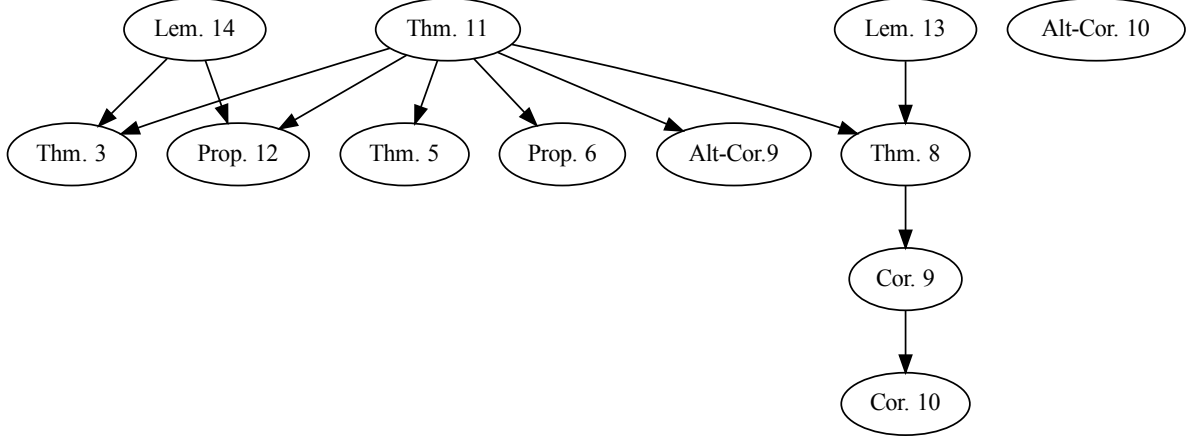 Lem. 14
Thm. 11
Lem. 13
Alt-Cor. 10
Thm. 3
Prop. 12
Thm. 5
Prop. 6
Alt-Cor.9
Thm. 8
Cor. 9
Cor. 10